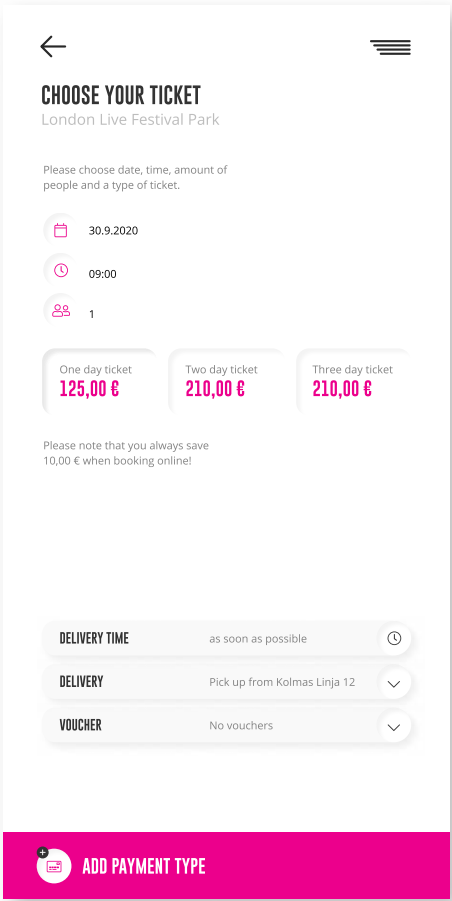 CHOOSE YOUR TICKET
London Live Festival Park
Please choose date, time, amount of
people and a type of ticket.
30.9.2020
09:00
1
One day ticket
125,00 €
Two day ticket
210,00 €
Three day ticket
210,00 €
Please note that you always save
10,00 € when booking online!
DELIVERY TIME as soon as possible
DELIVERY Pick up from Kolmas Linja 12
VOUCHER No vouchers
ADD PAYMENT TYPE